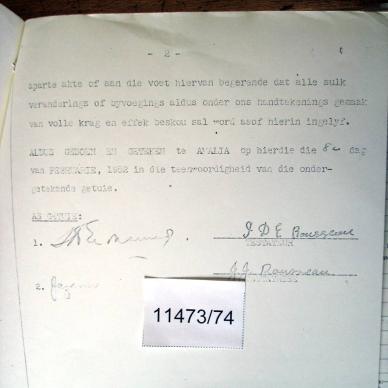 - 2 -
aparte akte of aan die voet hiervan begerende dat alle sulk
veranderings of byvoegings aldus onder ons handtekenings gemaak
van volle krag en effek beskou sal word asof hierin ingelyf.
ALDUS GEDOEN EN GETEKEN te AMALIA op hierdie die 8e dag
van FEBRUARIE, 1952 in die teenwoordigheid van die onder-
getekende getuie.
AS GETUIE:
1.
J D E Rousseau
TESTATEUR
J. J. Rousseau
2.
11473/74